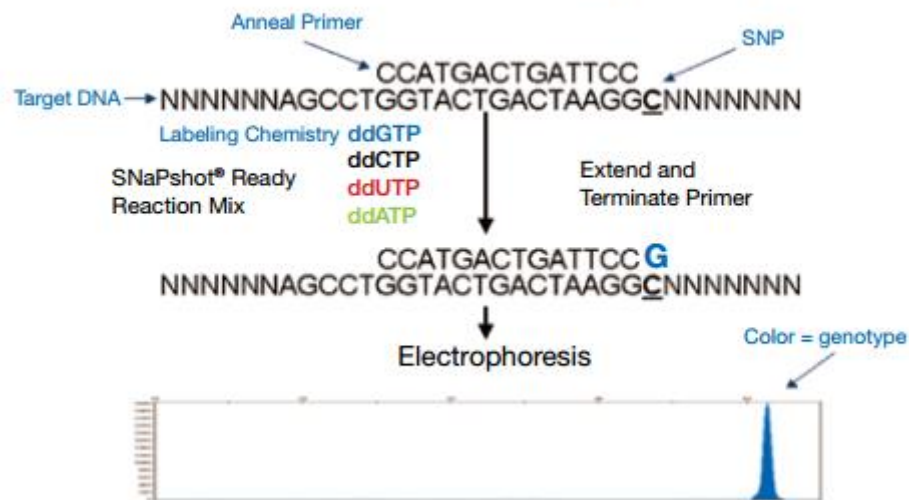 Anneal Primer
SNP
CCATGACTGATTCC
Target DNA
NNNNNNAGCCTGGTACTGACTAAGGCNNNNNNN
Labeling Chemistry ddGTP
ddCTP
ddUTP
ddATP
SNaPshot® Ready
Reaction Mix
Extend and
Terminate Primer
CCATGACTGATTCC G
NNNNNNAGCCTGGTACTGACTAAGGCNNNNNNN
Electrophoresis
Color = genotype